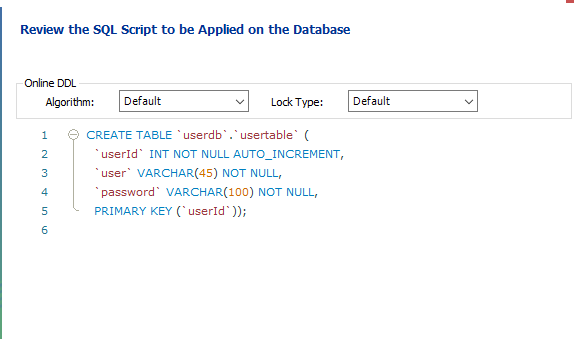 Review the SQL Script to be Applied on the Database
Online DDL
Algorithm: Default Lock Type: Default
1 CREATE TABLE `userdb`.`usertable` (
2 `userId` INT NOT NULL AUTO_INCREMENT,
3 `user` VARCHAR(45) NOT NULL,
4 `password` VARCHAR(100) NOT NULL,
5 PRIMARY KEY (`userId`));
6